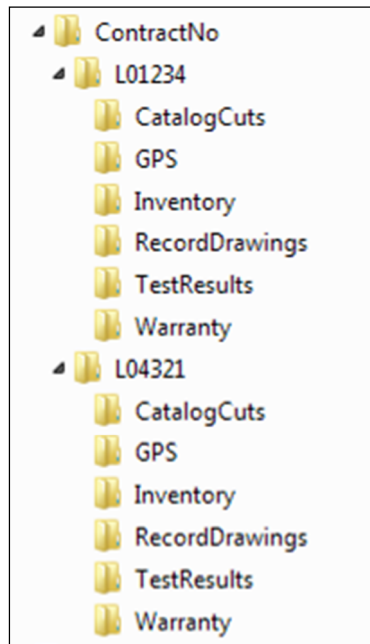 ContractNo
L01234
CatalogCuts
GPS
Inventory
RecordDrawings
TestResults
Warranty
L04321
CatalogCuts
GPS
Inventory
RecordDrawings
TestResults
Warranty